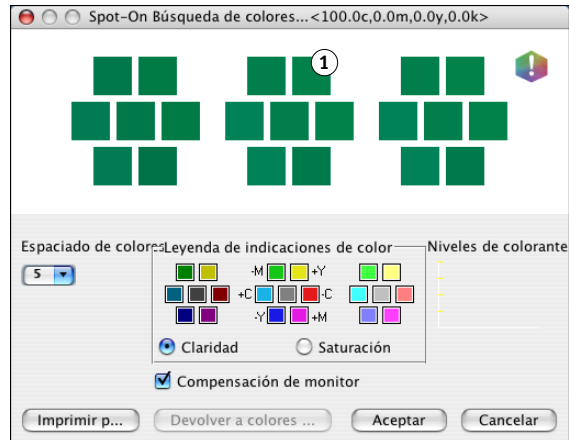 Spot-On Búsqueda de colores...<100.0c,0.0m,0.0y,0.0k>
1
Espaciado de colores
Leyenda de indicaciones de color
Niveles de colorante
5
-M +Y
+C -C
-Y +M
Claridad
Saturación
Compensación de monitor
Imprimir p...
Devolver a colores ...
Aceptar
Cancelar